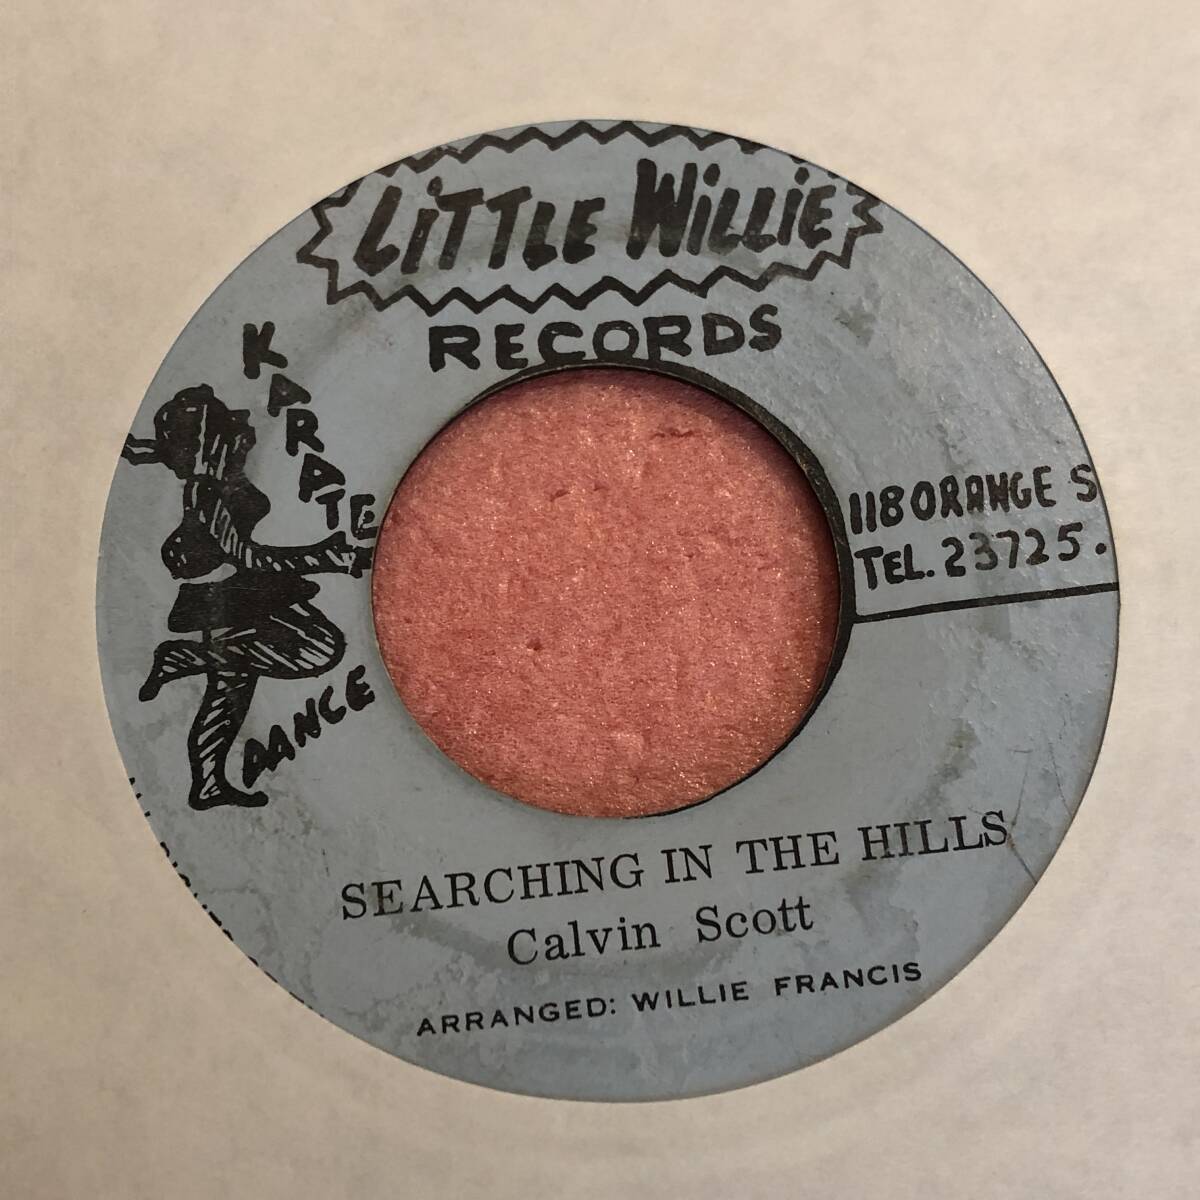 LiTTLE WiLLiE
RECORDS
KARATE
DANCE
118 ORANGE S
TEL. 23725.
SEARCHING IN THE HILLS
Calvin Scott
ARRANGED: WILLIE FRANCIS